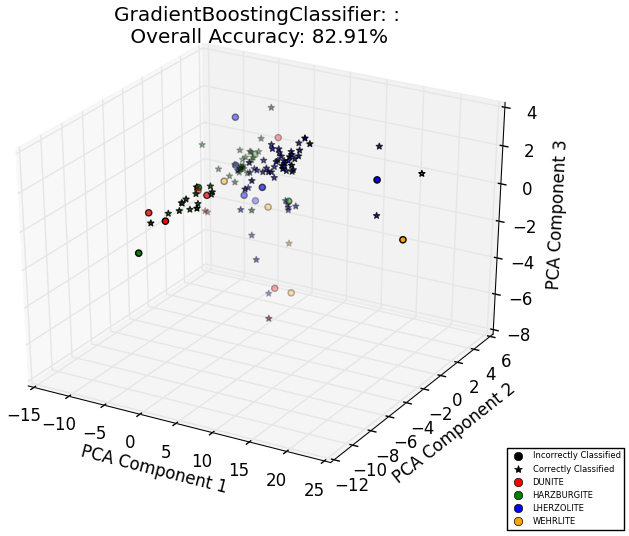 GradientBoostingClassifier: :
Overall Accuracy: 82.91%
4
2
0
−2
−4
−6
−8
PCA Component 3
6
4
2
0
−2
−4
−6
−8
−10
−12
PCA Component 2
−15
−10
−5
0
5
10
15
20
25
PCA Component 1
Incorrectly Classified
Correctly Classified
DUNITE
HARZBURGITE
LHERZOLITE
WEHRLITE